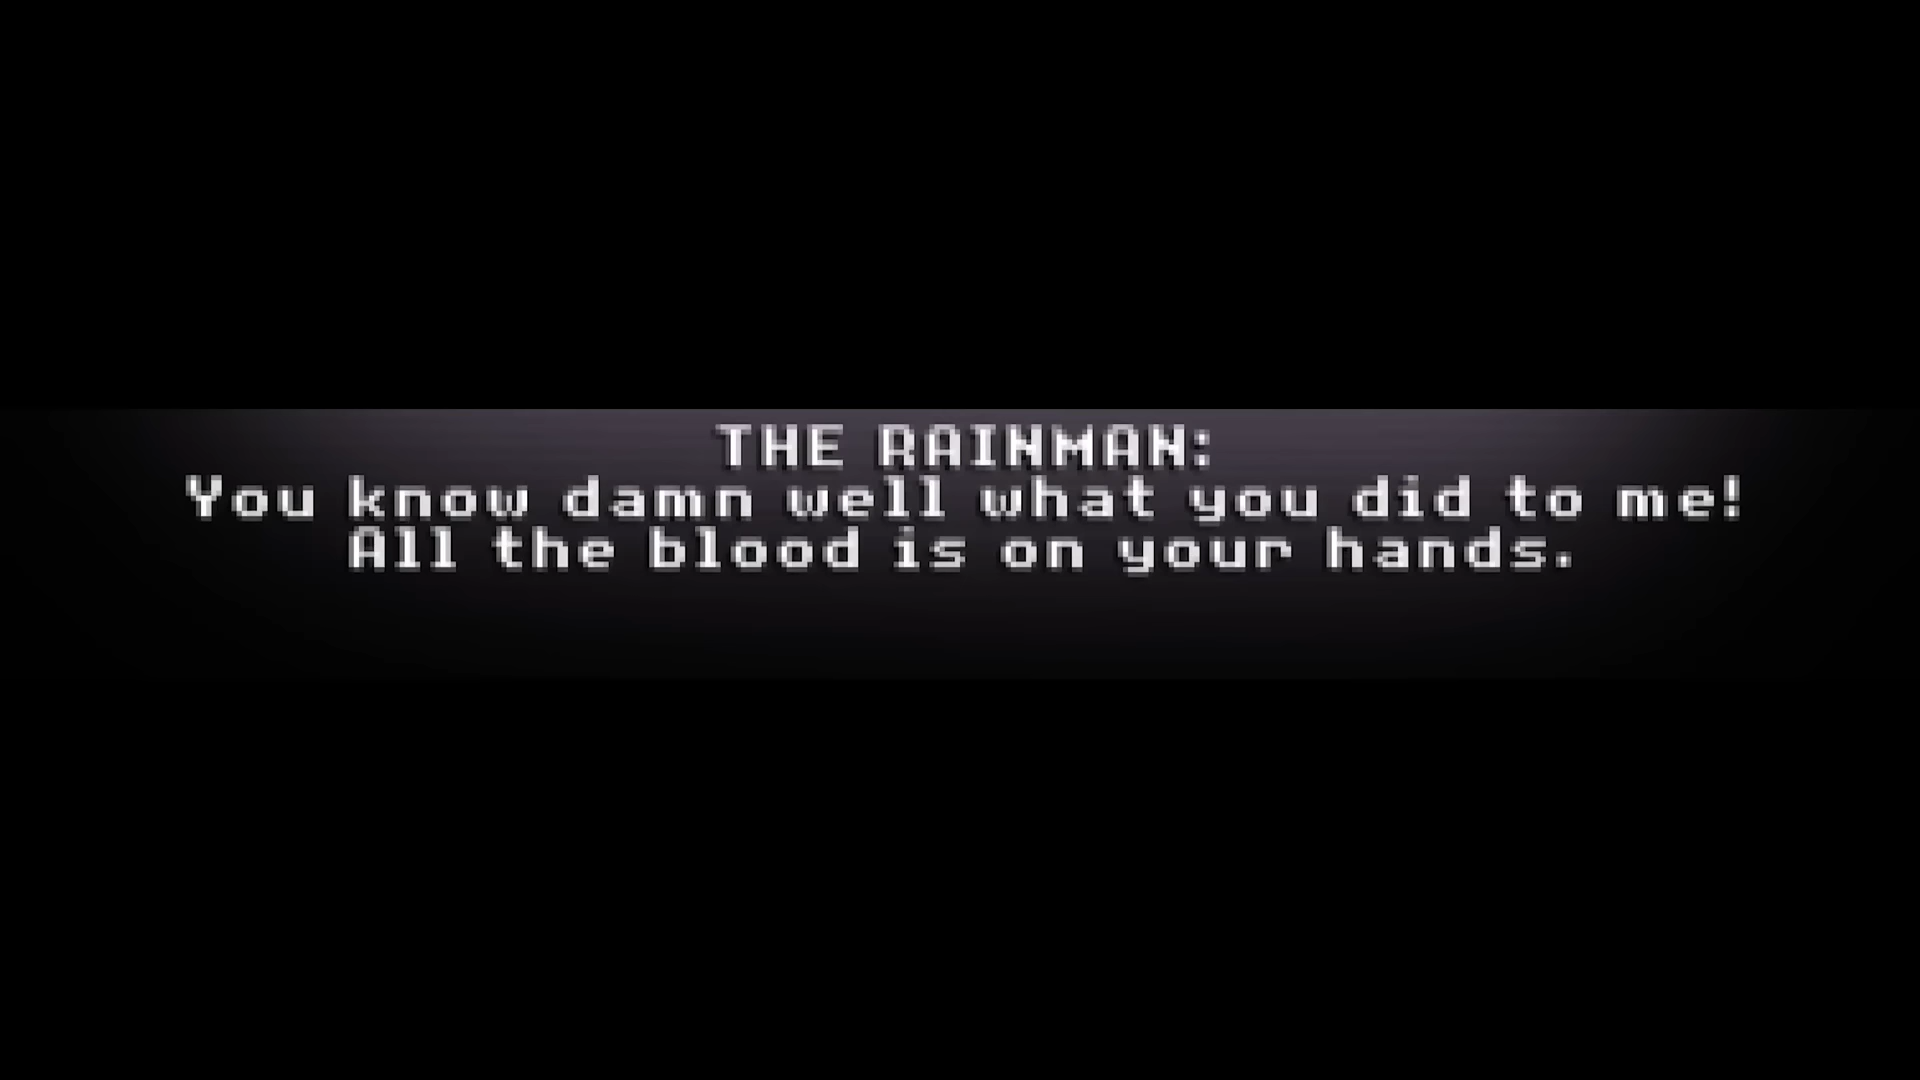 THE RAINMAN:
You know damn well what you did to me!
All the blood is on your hands.